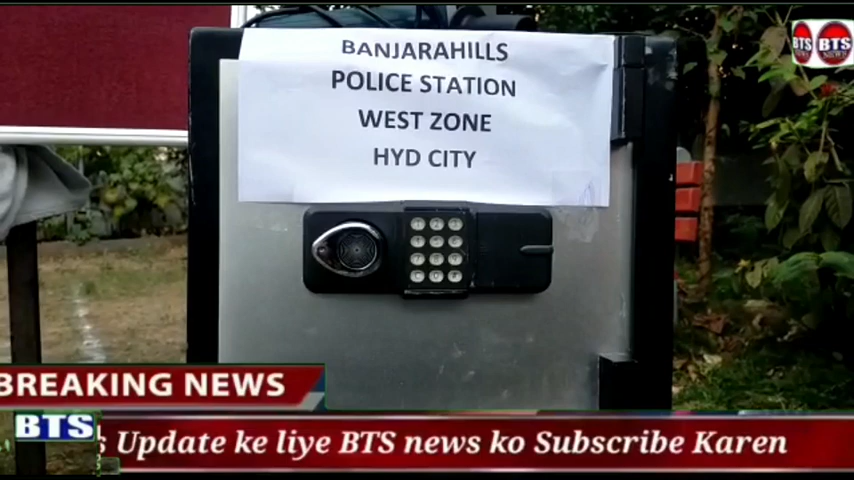 BANJARAHILLS
POLICE STATION
WEST ZONE
HYD CITY
BTS BTS
BREAKING NEWS
BTS
Update ke liye BTS news ko Subscribe Karen